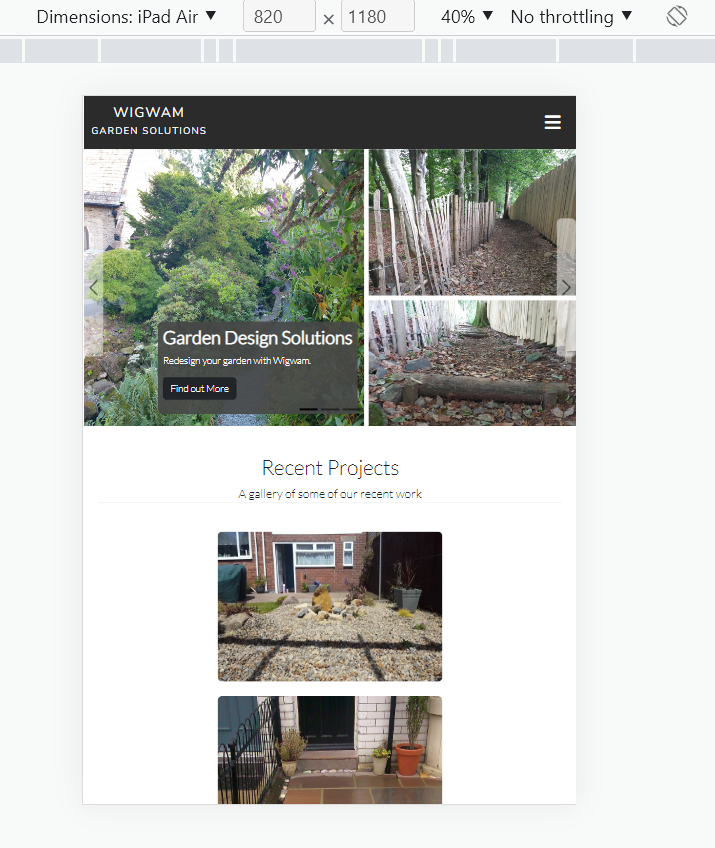 Dimensions: iPad Air ▼ 820 × 1180 40% ▼ No throttling ▼
WIGWAM
GARDEN SOLUTIONS
Garden Design Solutions
Redesign your garden with Wigwam.
Find out More
Recent Projects
A gallery of some of our recent work